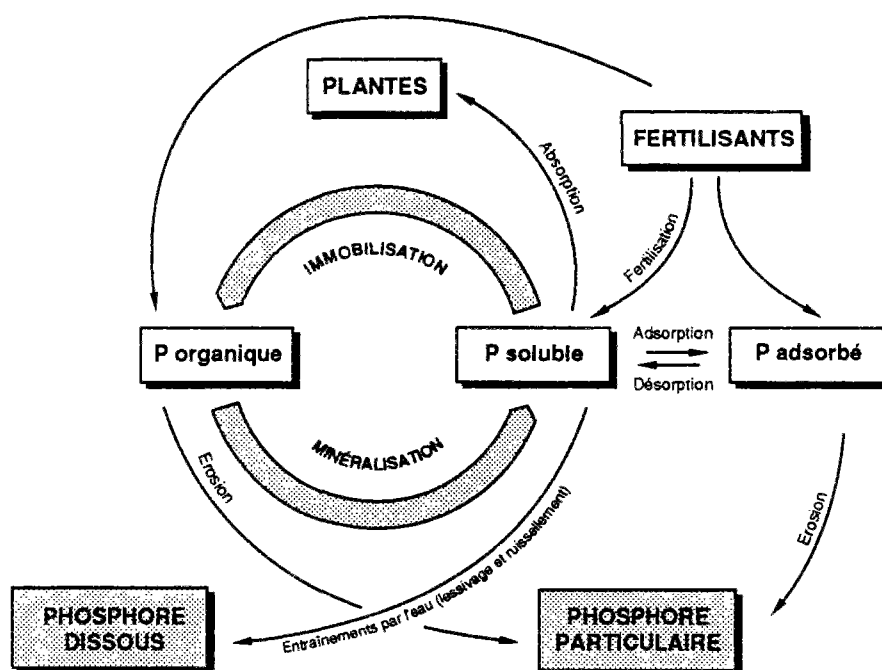 PLANTES
FERTILISANTS
Absorption
Fertilisation
IMMOBILISATION
P organique
P soluble
Adsorption
Désorption
P adsorbé
MINÉRALISATION
Erosion
Erosion
Entraînements par l'eau (lessivage et ruissellement)
PHOSPHORE
DISSOUS
PHOSPHORE
PARTICULAIRE